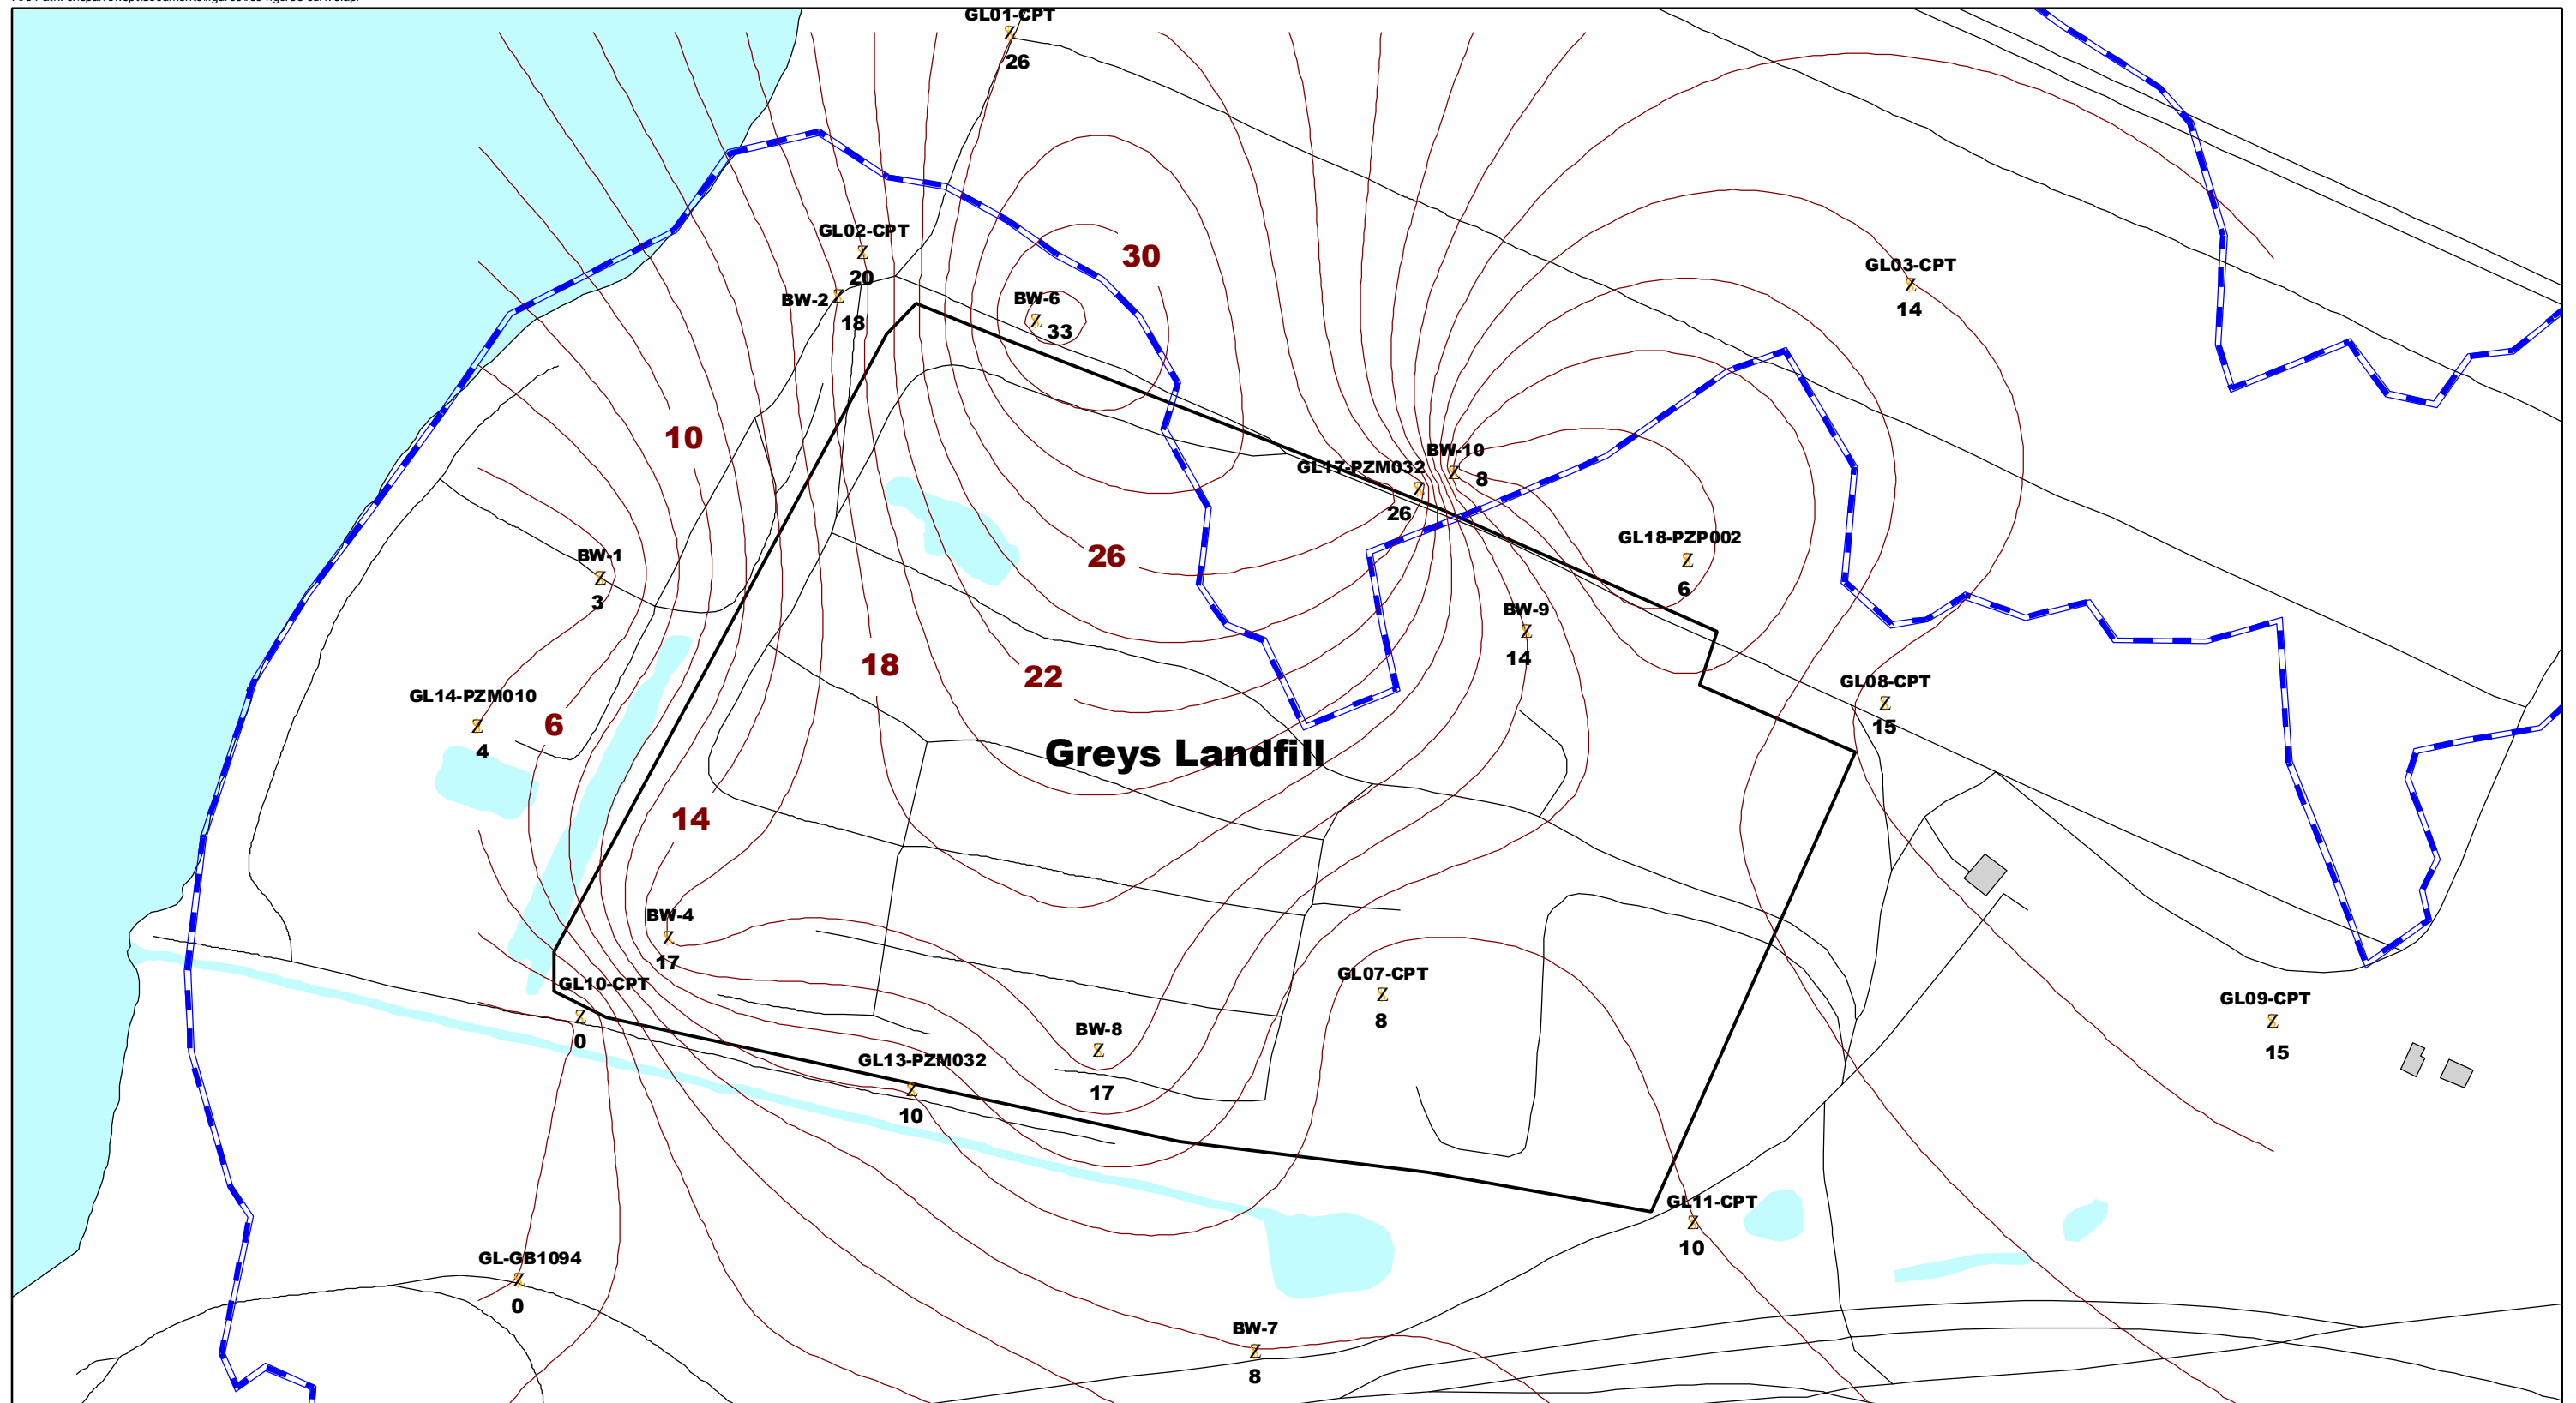 GL01-CPT
26
GL02-CPT
20
BW-2
18
30
BW-6
33
GL03-CPT
14
10
BW-10
8
GL17-PZM032
26
26
BW-1
3
GL18-PZP002
6
BW-9
14
18
22
GL14-PZM010
4
6
GL08-CPT
15
Greys Landfill
14
BW-4
17
GL10-CPT
0
GL07-CPT
8
GL09-CPT
15
BW-8
17
GL13-PZM032
10
GL11-CPT
10
GL-GB1094
0
BW-7
8